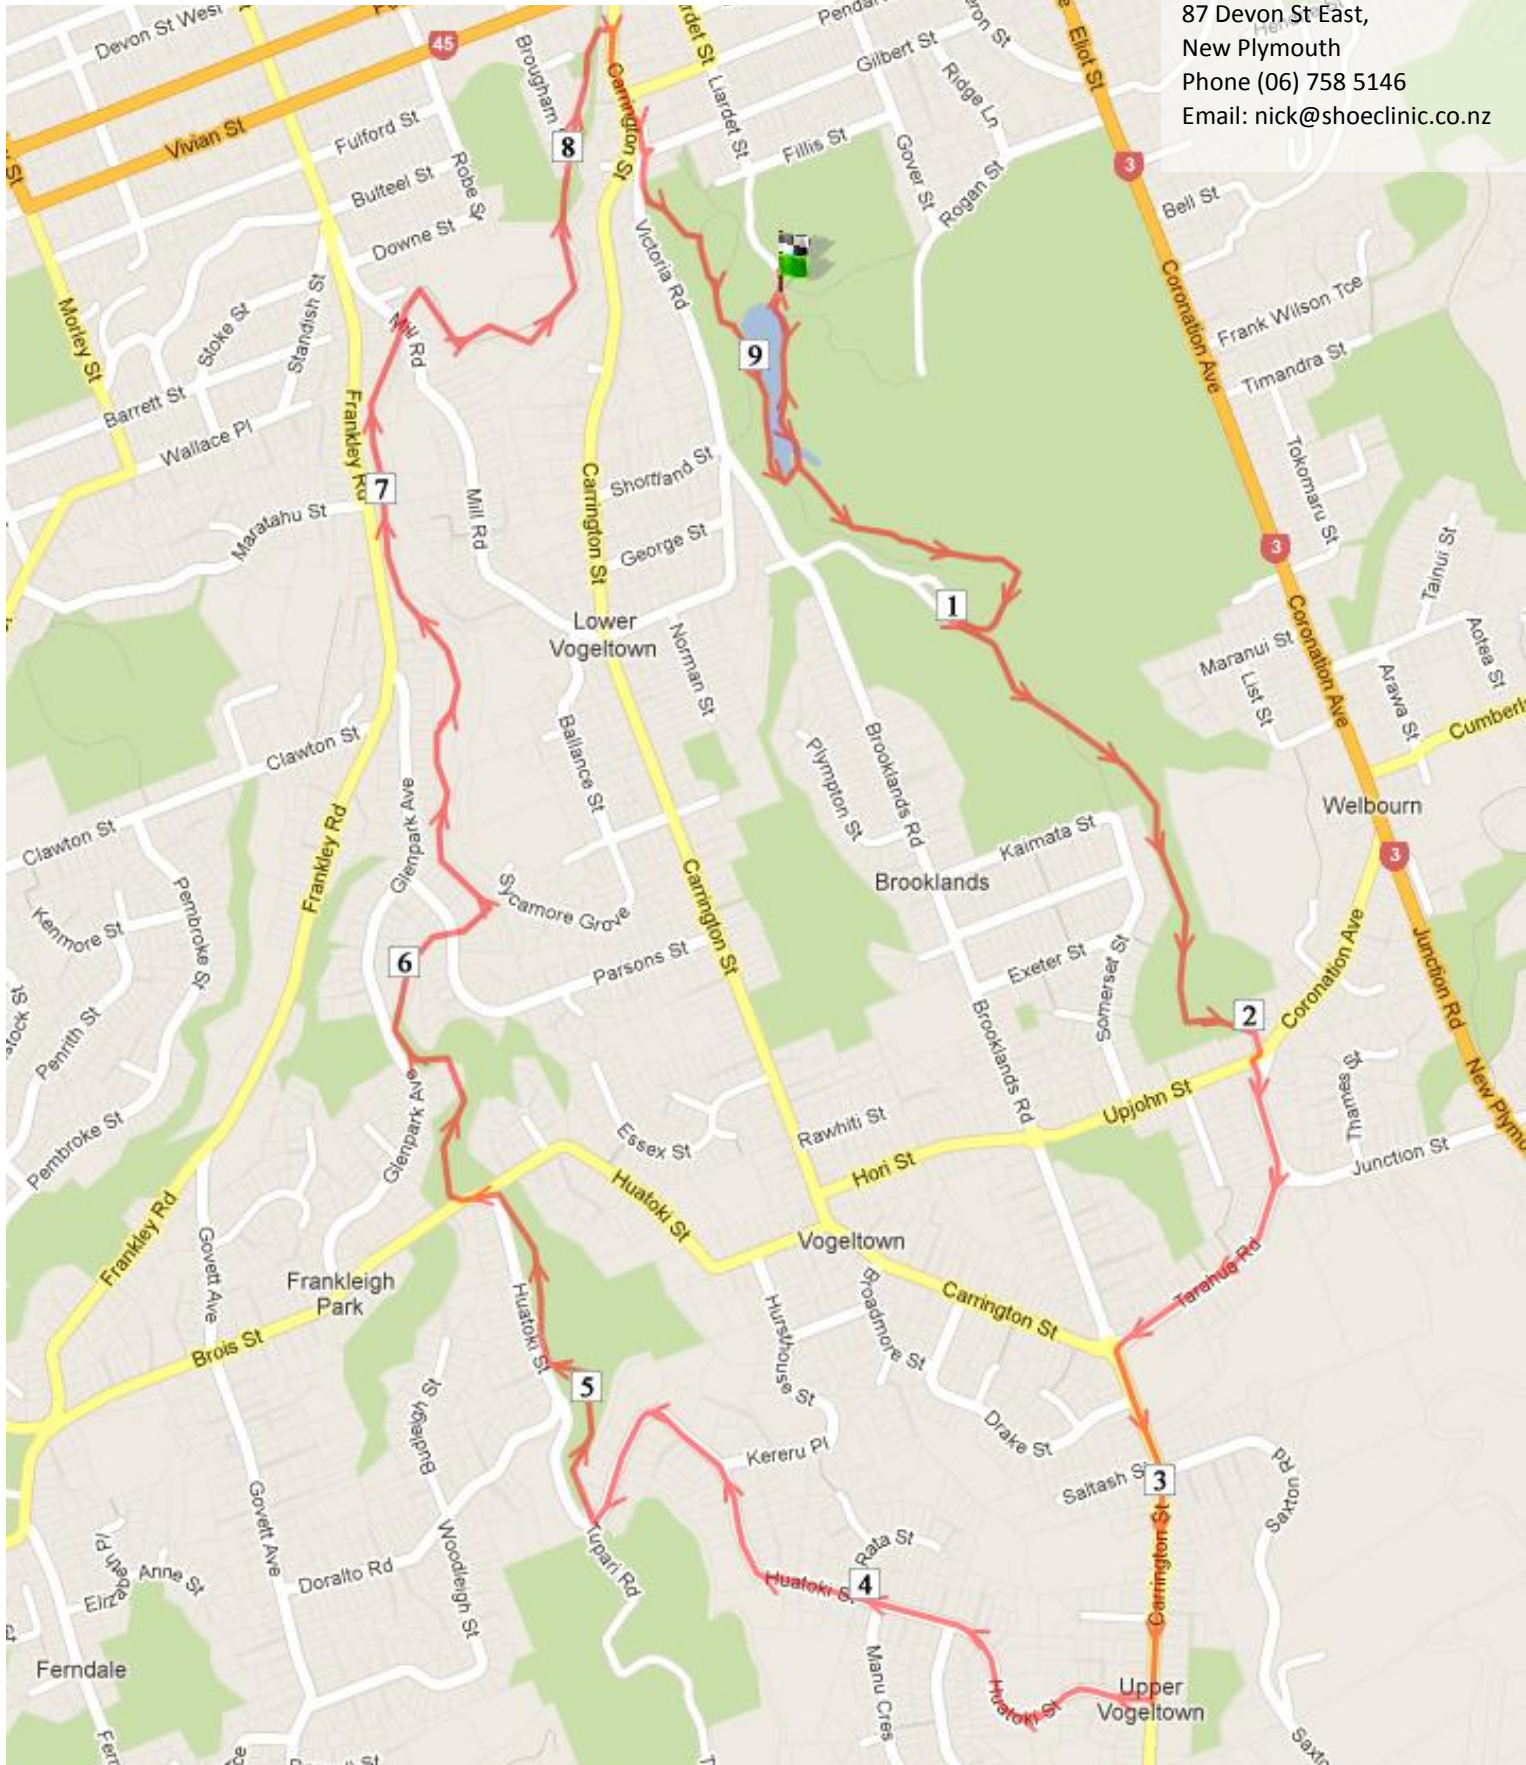 87 Devon St East,
New Plymouth
Phone (06) 758 5146
Email: nick@shoeclinic.co.nz
Devon St West
45
Brougham
Liardet St
Gilbert St
Ridge Ln
Eliot St
Vivian St
Fulford St
Carrington St
8
Fillis St
Gover St
Rogan St
3
Robe St
Bulteel St
Downe St
Bell St
Victoria Rd
Morley St
Stoke St
Standish St
Mill Rd
Coronation Ave
Frank Wilson Tce
Timandra St
9
Barrett St
Wallace Pl
Frankley Rd
7
Maratahu St
Mill Rd
Carrington St
Shortland St
George St
Tokomaru St
3
Tainui St
1
Lower
Vogeltown
Norman St
Coronation Ave
Maranui St
List St
Arawa St
Aotea St
Clawton St
Ballance St
Plympton St
Brooklands Rd
Welbourn
Clawton St
Glenpark Ave
Frankley Rd
Kaimata St
3
Brooklands
Carrington St
Sycamore Grove
Kenmore St
Pembroke St
6
Parsons St
Exeter St
Somerset St
Coronation Ave
Junction Rd
2
Penrith St
Brooklands Rd
Thames St
Upjohn St
Pembroke St
Glenpark Ave
Essex St
Rawhiti St
Hori St
Junction St
Huatoki St
Frankley Rd
Govett Ave
Vogeltown
Frankleigh
Park
Tarahua Rd
Broadmore St
Carrington St
Huatoki St
Hursthouse St
Brois St
5
Budleigh St
Drake St
Kereru Pl
3
Saxton Rd
Govett Ave
Woodleigh St
Doralto Rd
Anne St
Tupari Rd
Rata St
4
Huatoki St
Carrington St
Ferndale
Manu Cres
Huatoki St
Upper
Vogeltown